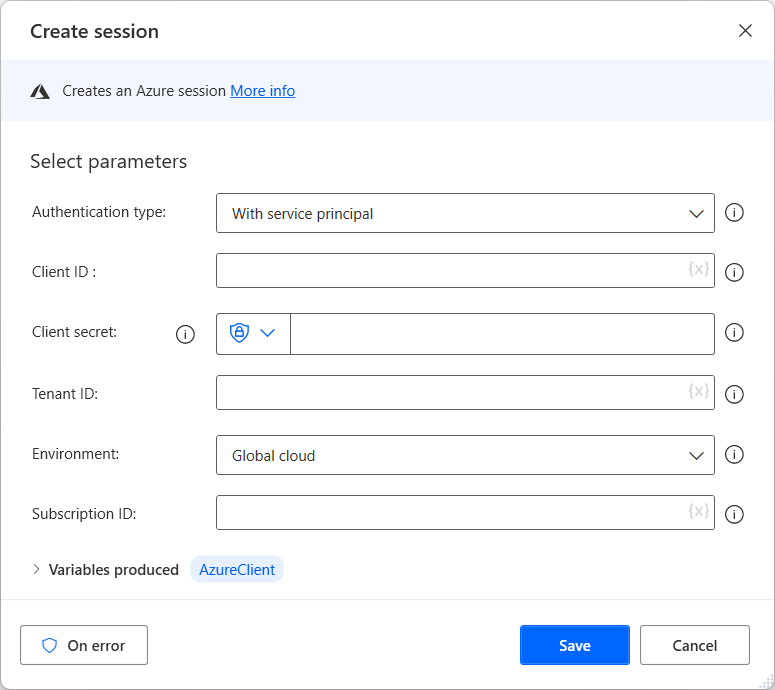 Create session
Creates an Azure session More info
Select parameters
Authentication type: With service principal
Client ID : {x}
Client secret:
Tenant ID: {x}
Environment: Global cloud
Subscription ID: {x}
Variables produced AzureClient
On error Save Cancel